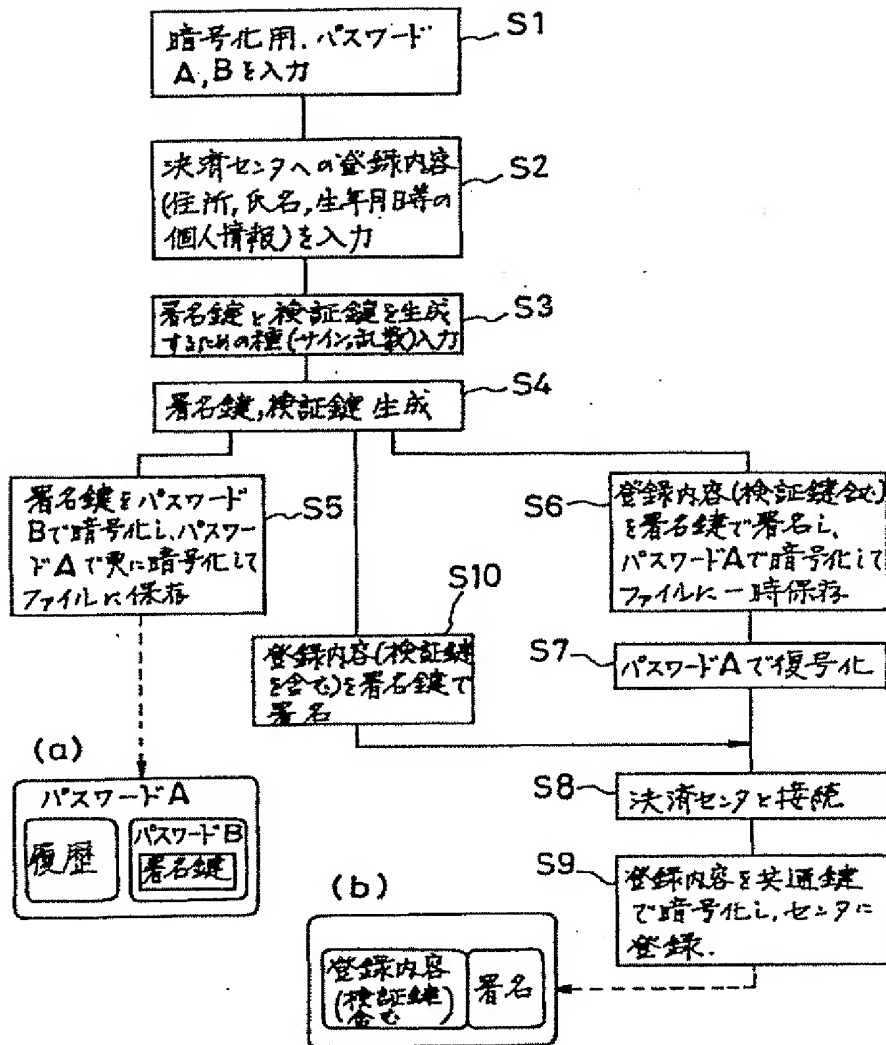 暗号化用,パスワード
A,Bを入力
S1
決済センタへの登録内容
(住所,氏名,生年月日等の
個人情報)を入力
S2
署名鍵と検証鍵を生成
するための種(サイン,乱数)入力
S3
署名鍵,検証鍵 生成
S4
署名鍵をパスワード
Bで暗号化し,パスワー
ドAで更に暗号化して
ファイルに保存
S5
登録内容(検証鍵含む)
を署名鍵で署名し,
パスワードAで暗号化して
ファイルに一時保存
S6
S10
登録内容(検証鍵
を含む)を署名鍵で
署名
S7
パスワードAで復号化
(a)
パスワードA
履歴
パスワードB
署名鍵
S8
決済センタと接続
S9
登録内容を共通鍵
で暗号化し,センタに
登録.
(b)
登録内容
(検証鍵
含む)
署名